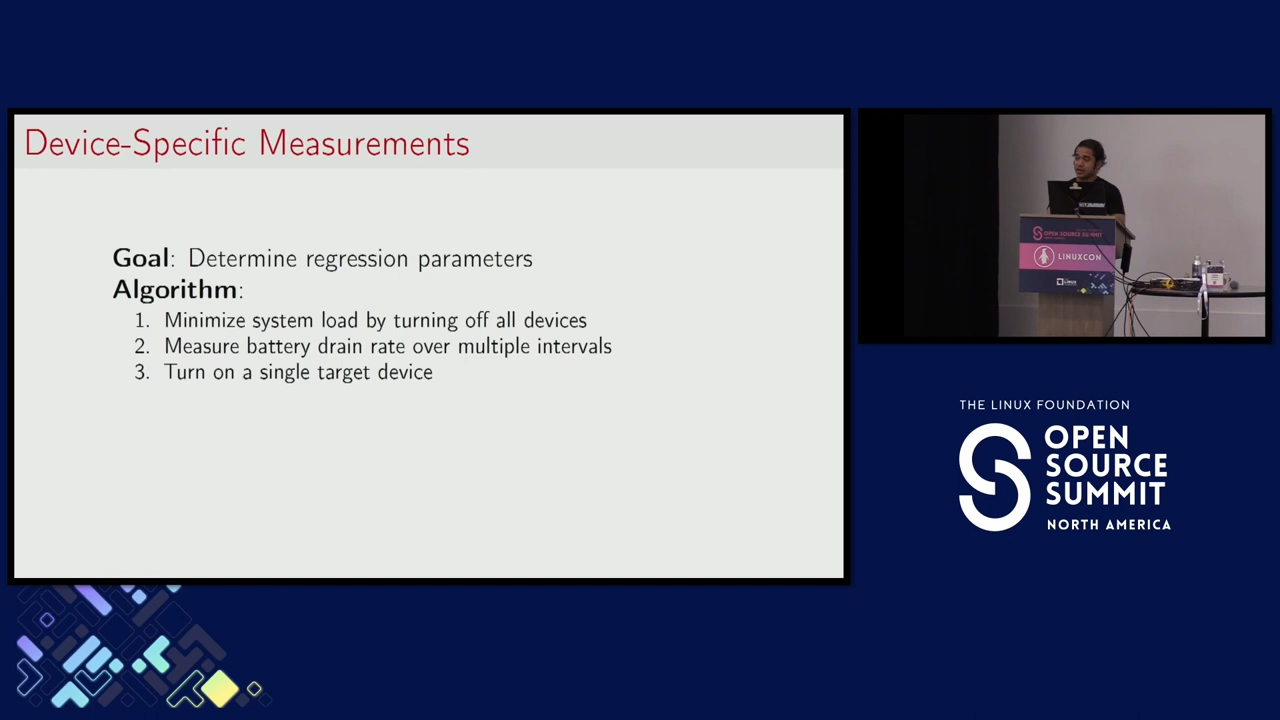 Device-Specific Measurements
Goal: Determine regression parameters
Algorithm:
1. Minimize system load by turning off all devices
2. Measure battery drain rate over multiple intervals
3. Turn on a single target device
OPEN SOURCE SUMMIT
LINUXCON
THE LINUX FOUNDATION
OPEN
SOURCE
SUMMIT
NORTH AMERICA